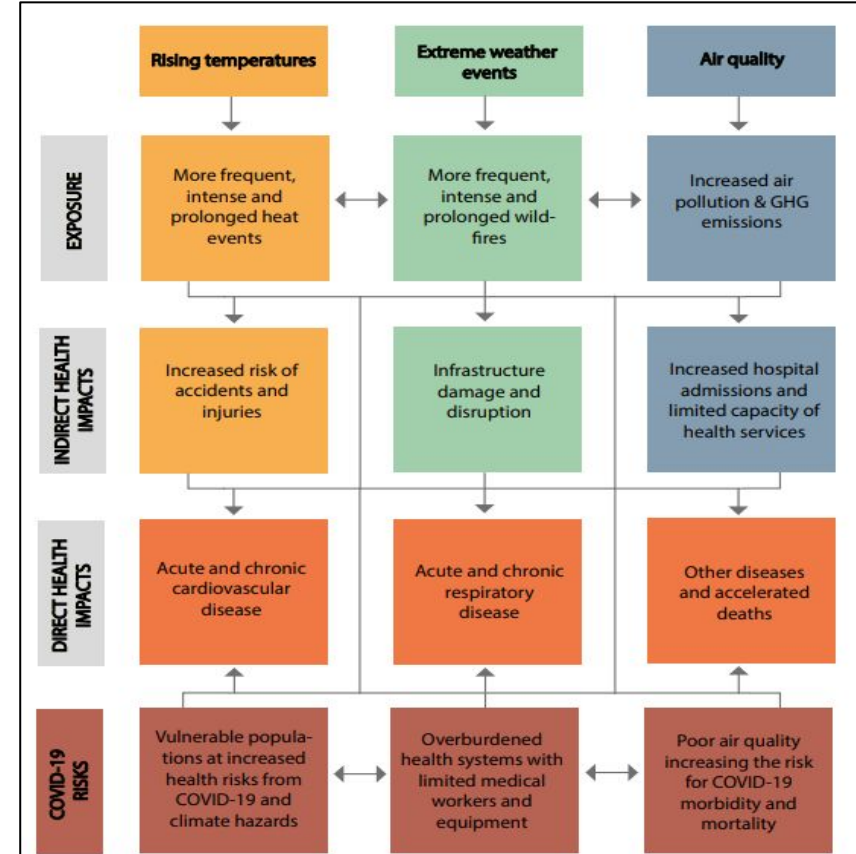 Rising temperatures
Extreme weather
events
Air quality
EXPOSURE
More frequent,
intense and
prolonged heat
events
More frequent,
intense and
prolonged wild-
fires
Increased air
pollution & GHG
emissions
INDIRECT HEALTH
IMPACTS
Increased risk of
accidents and
injuries
Infrastructure
damage and
disruption
Increased hospital
admissions and
limited capacity of
health services
DIRECT HEALTH
IMPACTS
Acute and chronic
cardiovascular
disease
Acute and chronic
respiratory
disease
Other diseases
and accelerated
deaths
COVID-19
RISKS
Vulnerable popula-
tions at increased
health risks from
COVID-19 and
climate hazards
Overburdened
health systems with
limited medical
workers and
equipment
Poor air quality
increasing the risk
for COVID-19
morbidity and
mortality